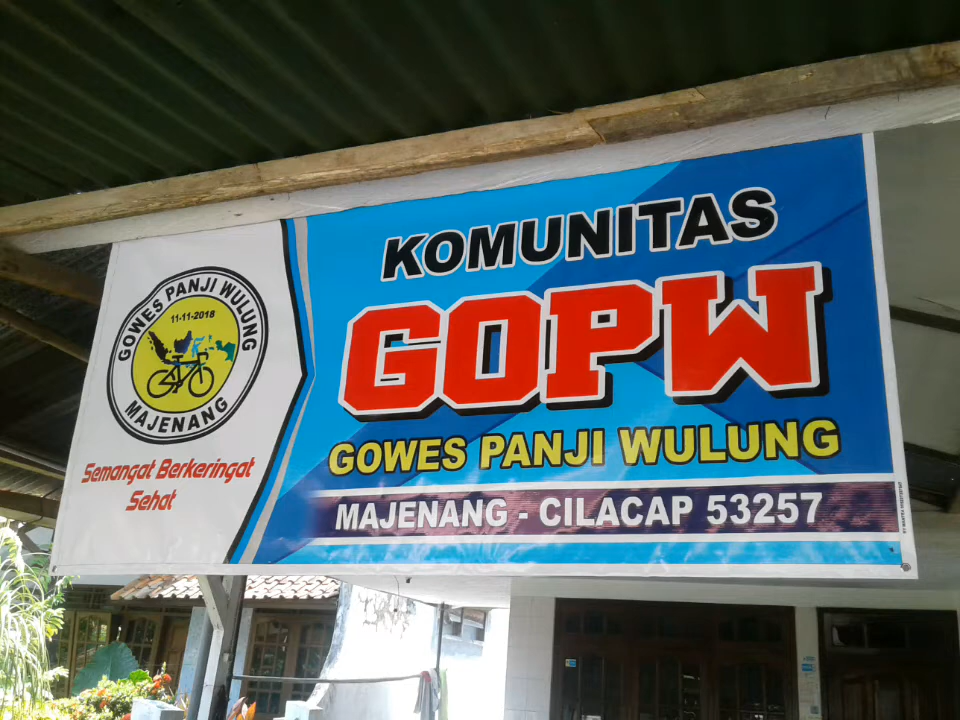 GOWES PANJI WULUNG
11-11-2018
MAJENANG
Semangat Berkeringat
Sehat
KOMUNITAS
GOPW
GOWES PANJI WULUNG
MAJENANG - CILACAP 53257